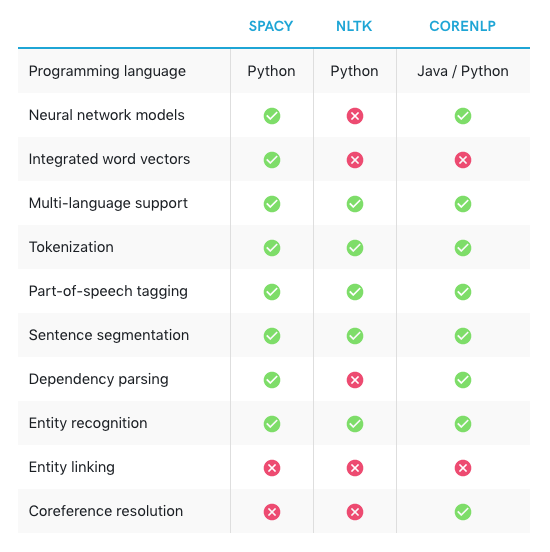 SPACY NLTK CORENLP
Programming language Python Python Java / Python
Neural network models
Integrated word vectors
Multi-language support
Tokenization
Part-of-speech tagging
Sentence segmentation
Dependency parsing
Entity recognition
Entity linking
Coreference resolution